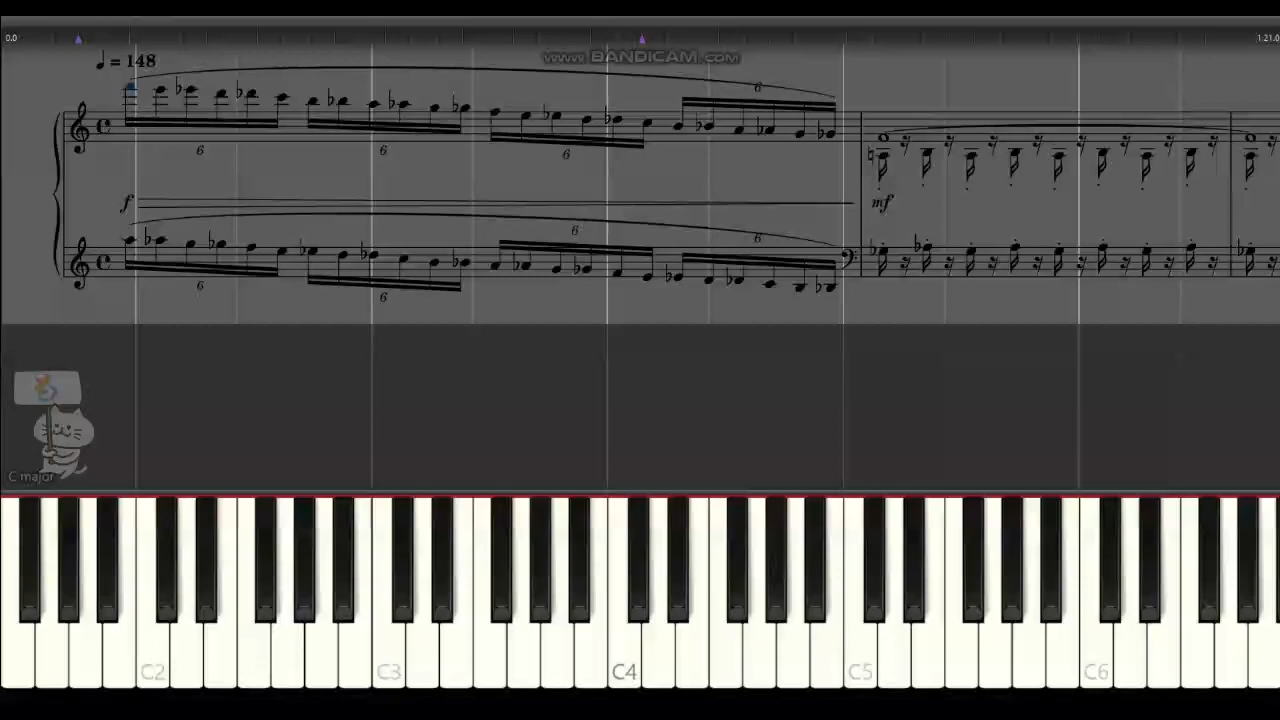 0.0
1:21.0
www.BANDICAM.com
♩ = 148
6
6
6
6
f
mf
6
6
6
6
C major
C2
C3
C4
C5
C6